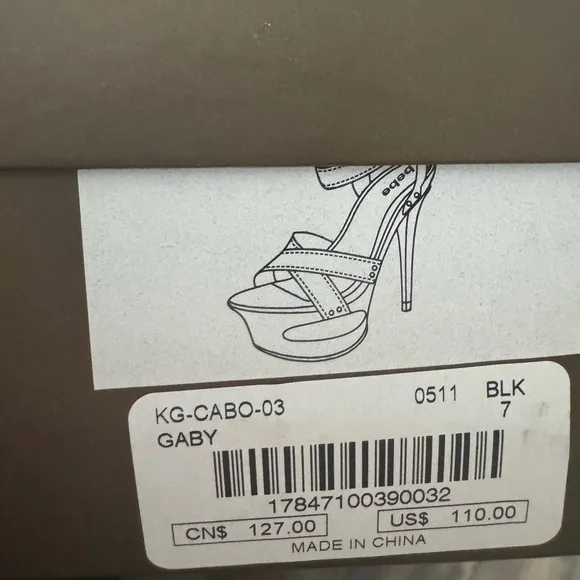 bebe
KG-CABO-03 0511 BLK
GABY 7
17847100390032
CN$ 127.00 US$ 110.00
MADE IN CHINA